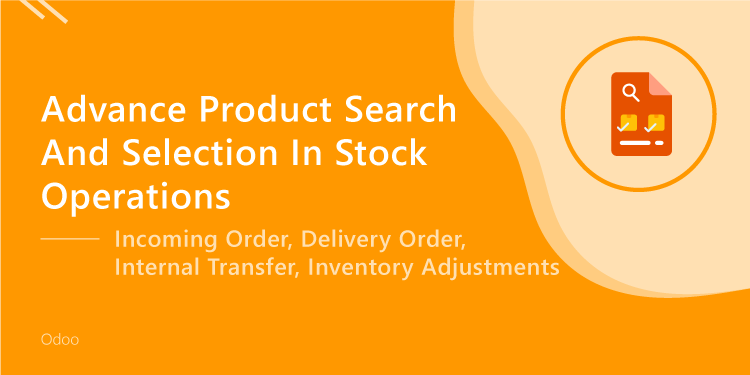 Advance Product Search
And Selection In Stock
Operations
Incoming Order, Delivery Order,
Internal Transfer, Inventory Adjustments
Odoo